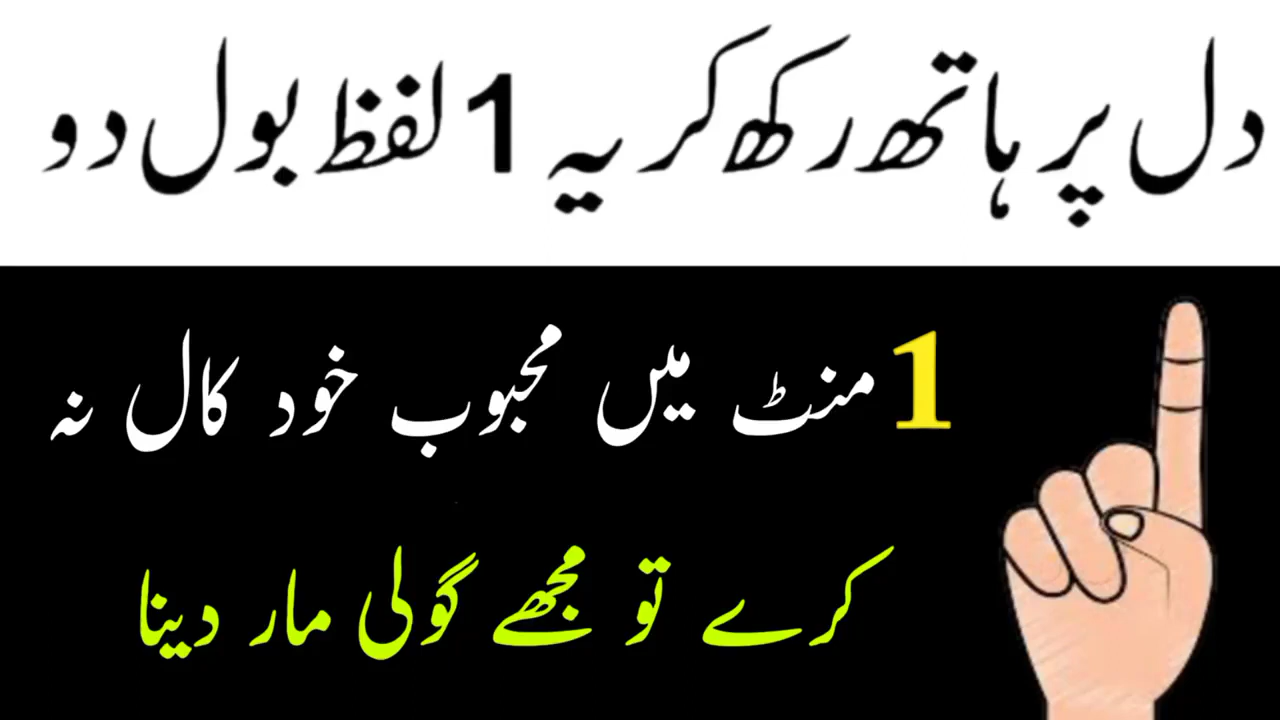 دل پر ہاتھ رکھ کر یہ 1 لفظ بول دو
1 منٹ میں محبوب خود کال نہ
کرے تو مجھے گولی مار دینا